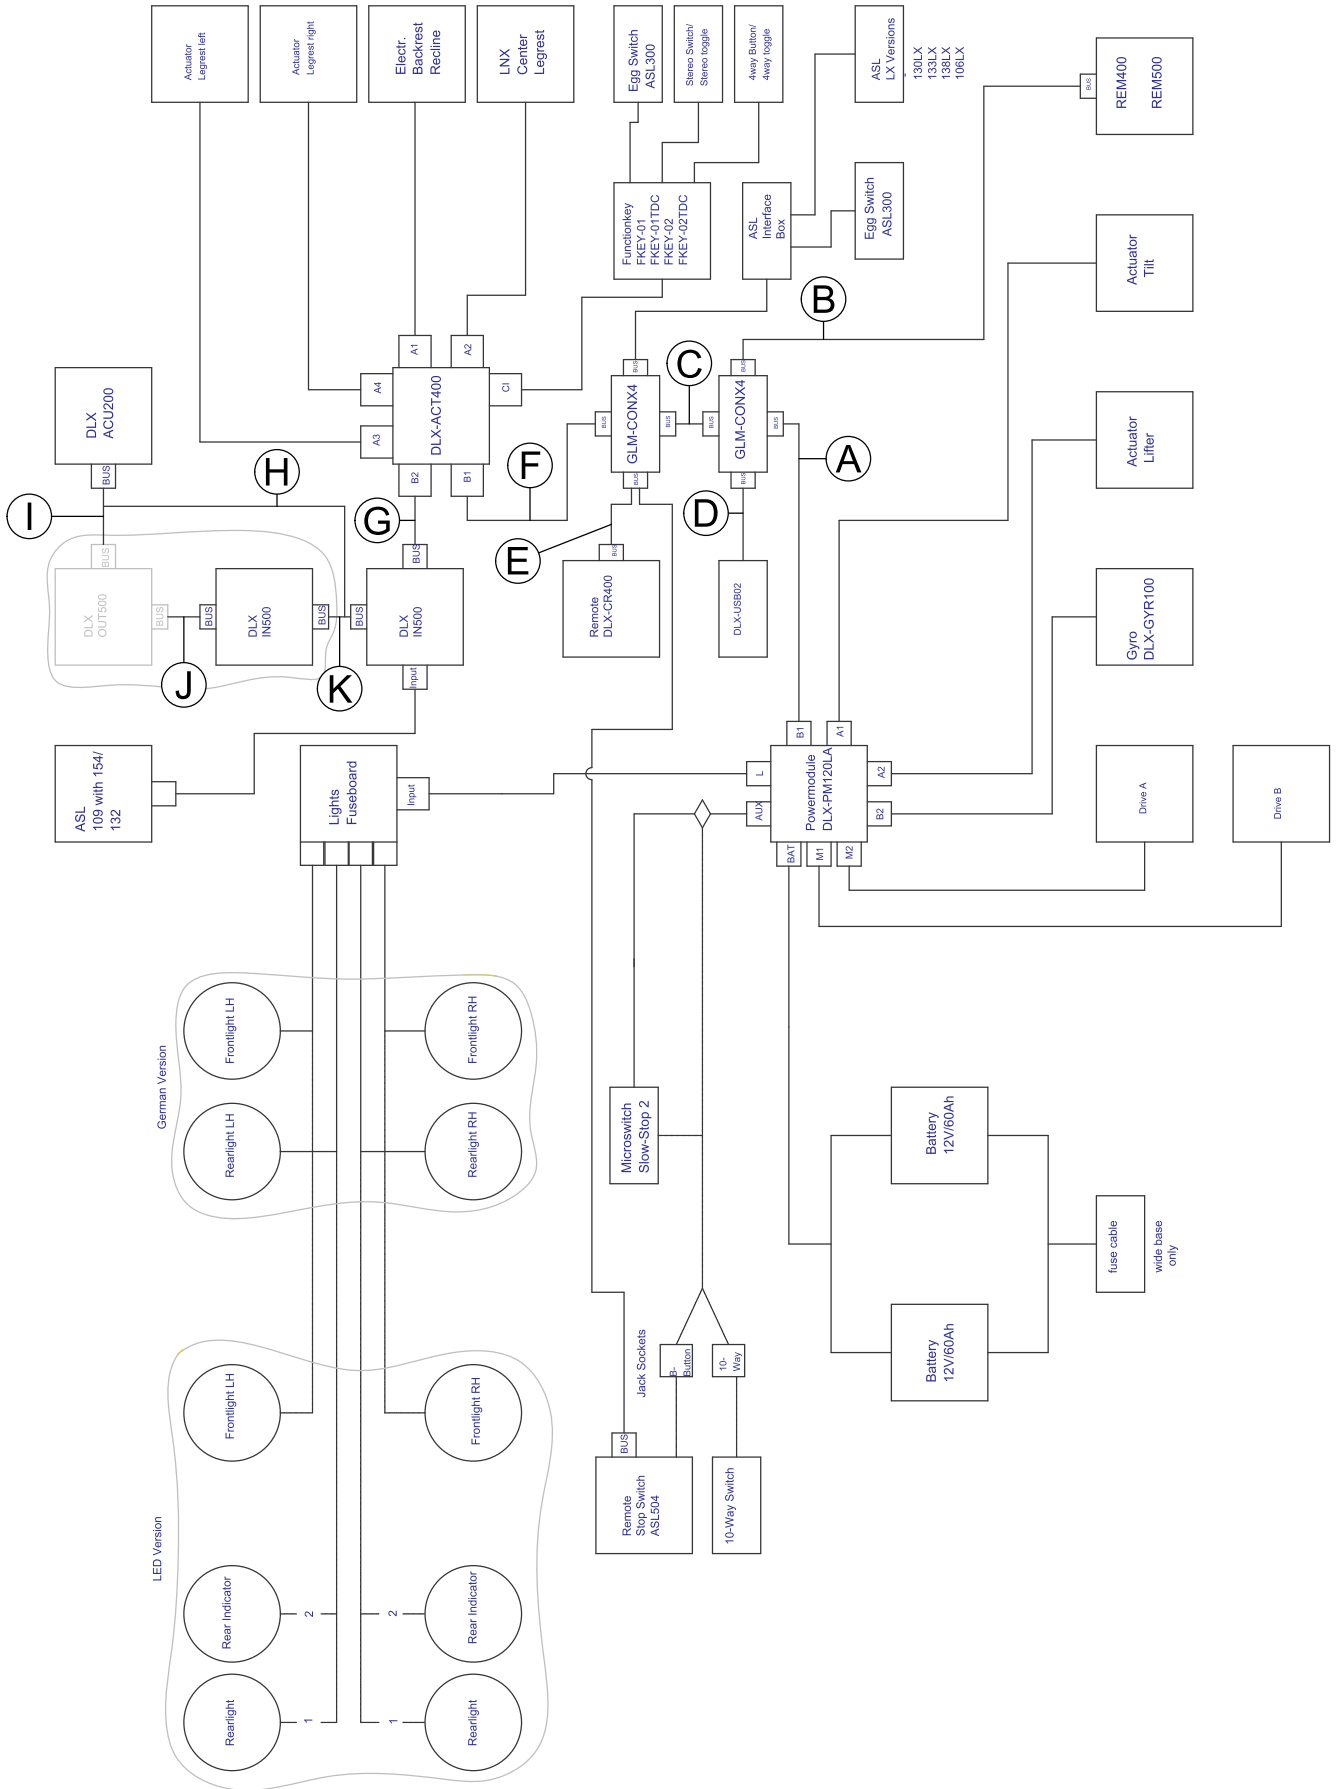 Actuator
Legrest left
Actuator
Legrest right
Electr.
Backrest
Recline
LNX
Center
Legrest
Egg Switch
ASL300
Stereo Switch/
Stereo toggle
4way Button/
4way toggle
ASL
LX Versions
130LX
133LX
138LX
106LX
BUS
REM400
REM500
Functionkey
FKEY-01
FKEY-01TDC
FKEY-02
FKEY-02TDC
ASL
Interface
Box
Egg Switch
ASL300
Actuator
Tilt
B
A1
A2
A4
A3
CI
DLX-ACT400
B2
B1
DLX
ACU200
BUS
C
BUS
BUS
BUS
BUS
GLM-CONX4
BUS
BUS
BUS
BUS
GLM-CONX4
Actuator
Lifter
A
H
F
I
G
D
E
BUS
DLX
OUT500
BUS
BUS
DLX
IN500
BUS
BUS
BUS
DLX
IN500
Input
J
K
BUS
Remote
DLX-CR400
DLX-USB02
Gyro
DLX-GYR100
ASL
109 with 154/
132
Lights
Fuseboard
Input
B1
A1
L
AUX
Powermodule
DLX-PM120LA
A2
B2
BAT
M1
M2
Drive A
Drive B
German Version
Frontlight LH
Frontlight RH
Rearlight LH
Rearlight RH
Microswitch
Slow-Stop 2
Battery
12V/60Ah
fuse cable
wide base
only
Battery
12V/60Ah
Jack Sockets
B-
Button
10-
Way
BUS
Remote
Stop Switch
ASL504
10-Way Switch
LED Version
Frontlight LH
Frontlight RH
Rear Indicator
2
2
Rear Indicator
Rearlight
1
1
Rearlight